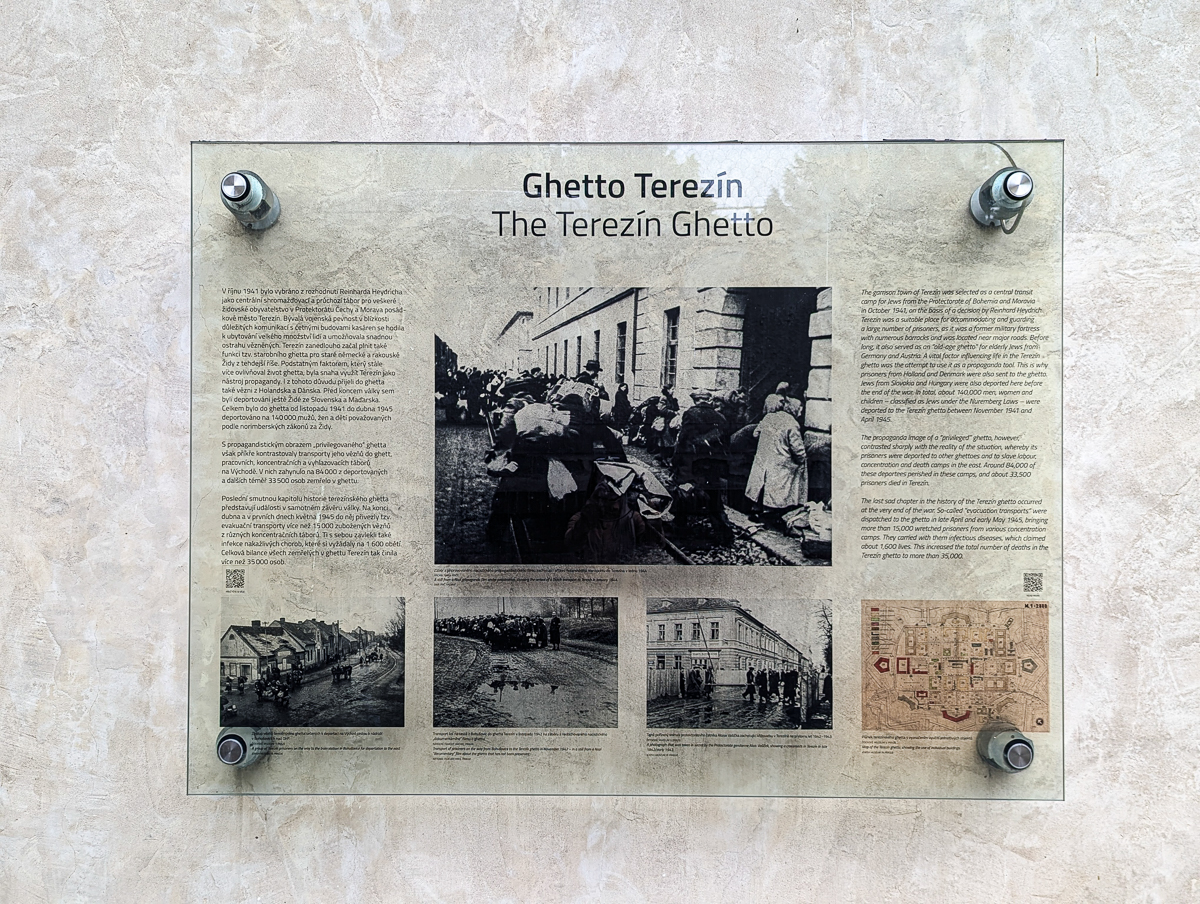 Ghetto Terezín
The Terezín Ghetto
V říjnu 1941 bylo vybráno z rozhodnutí Reinharda Heydricha
jako centrální shromažďovací a průchozí tábor pro veškeré
židovské obyvatelstvo v Protektorátu Čechy a Morava posád-
kové město Terezín. Bývalá vojenská pevnost v blízkosti
důležitých komunikací s četnými budovami kasáren se hodila
k ubytování velkého množství lidí a umožňovala snadnou
ostrahu vězněných. Terezín zanedlouho začal plnit také
funkci tzv. starobního ghetta pro staré německé a rakouské
Židy z tehdejší říše. Podstatným faktorem, který stále
více ovlivňoval život ghetta, byla snaha využít Terezín jako
nástroj propagandy. I z tohoto důvodu přijeli do ghetta
také vězni z Holandska a Dánska. Před koncem války sem
byli deportováni ještě Židé ze Slovenska a Maďarska.
Celkem bylo do ghetta od listopadu 1941 do dubna 1945
deportováno na 140 000 mužů, žen a dětí považovaných
podle norimberských zákonů za Židy.
S propagandistickým obrazem „privilegovaného“ ghetta
však příkře kontrastovaly transporty jeho vězňů do ghett,
pracovních, koncentračních a vyhlazovacích táborů
na Východě. V nich zahynulo na 84 000 z deportovaných
a dalších téměř 33 500 osob zemřelo v ghettu.
Poslední smutnou kapitolu historie terezínského ghetta
představují události v samotném závěru války. Na konci
dubna a v prvních dnech května 1945 do něj přivezly tzv.
evakuační transporty více než 15 000 zubožených vězňů
z různých koncentračních táborů. Ti s sebou zavlekli také
infekce nakažlivých chorob, které si vyžádaly na 1 600 obětí.
Celková bilance všech zemřelých v ghettu Terezín tak činila
více než 35 000 osob.
The garrison town of Terezín was selected as a central transit
camp for Jews from the Protectorate of Bohemia and Moravia
in October 1941, on the basis of a decision by Reinhard Heydrich.
Terezín was a suitable place for accommodating and guarding
a large number of prisoners, as it was a former military fortress
with numerous barracks and was located near major roads. Before
long, it also served as an "old-age ghetto" for elderly Jews from
Germany and Austria. A vital factor influencing life in the Terezín
ghetto was the attempt to use it as a propaganda tool. This is why
prisoners from Holland and Denmark were also sent to the ghetto.
Jews from Slovakia and Hungary were also deported here before
the end of the war. In total, about 140,000 men, women and
children – classified as Jews under the Nuremberg Laws – were
deported to the Terezín ghetto between November 1941 and
April 1945.
The propaganda image of a "privileged" ghetto, however,
contrasted sharply with the reality of the situation, whereby its
prisoners were deported to other ghettoes and to slave labour,
concentration and death camps in the east. Around 84,000 of
these deportees perished in these camps, and about 33,500
prisoners died in Terezín.
The last sad chapter in the history of the Terezín ghetto occurred
at the very end of the war. So-called "evacuation transports" were
dispatched to the ghetto in late April and early May 1945, bringing
more than 15,000 wretched prisoners from various concentration
camps. They carried with them infectious diseases, which claimed
about 1,600 lives. This increased the total number of deaths in the
Terezín ghetto to more than 35,000.